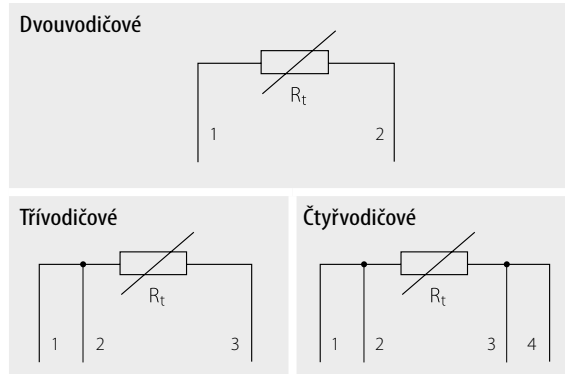 Dvouvodičové
Rt
1 2
Třívodičové
Rt
1 2 3
Čtyřvodičové
Rt
1 2 3 4